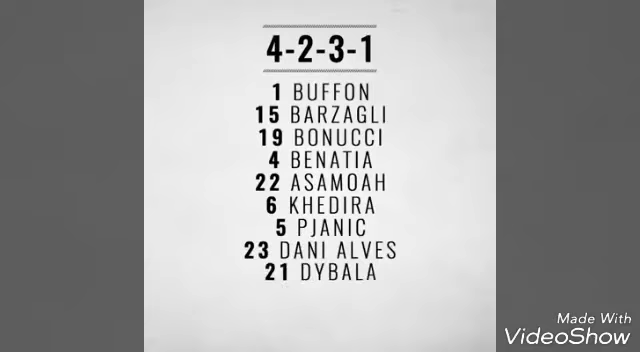 4-2-3-1
1 BUFFON
15 BARZAGLI
19 BONUCCI
4 BENATIA
22 ASAMOAH
6 KHEDIRA
5 PJANIC
23 DANI ALVES
21 DYBALA
Made With
VideoShow